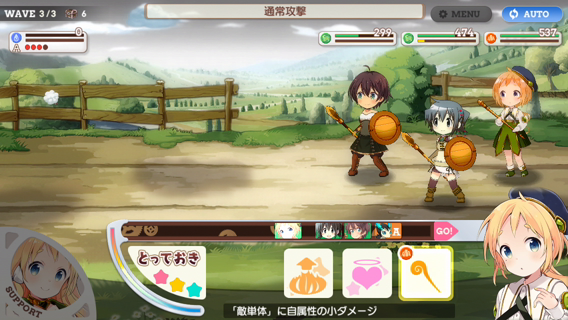 WAVE 3/3 6
通常攻撃
MENU
AUTO
0
A
299
474
537
A GO!
とっておき
SUPPORT
「敵単体」に自属性の小ダメージ